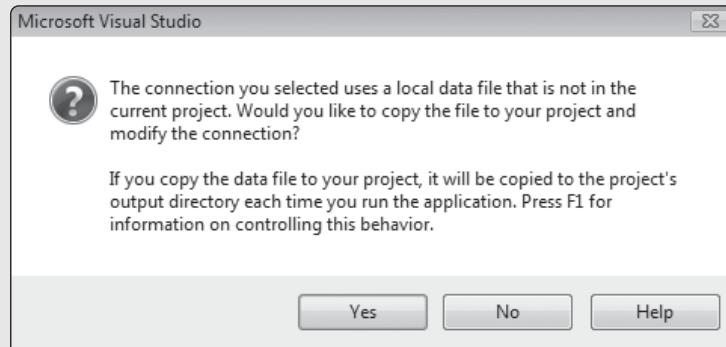 Microsoft Visual Studio
The connection you selected uses a local data file that is not in the
current project. Would you like to copy the file to your project and
modify the connection?
If you copy the data file to your project, it will be copied to the project's
output directory each time you run the application. Press F1 for
information on controlling this behavior.
Yes
No
Help